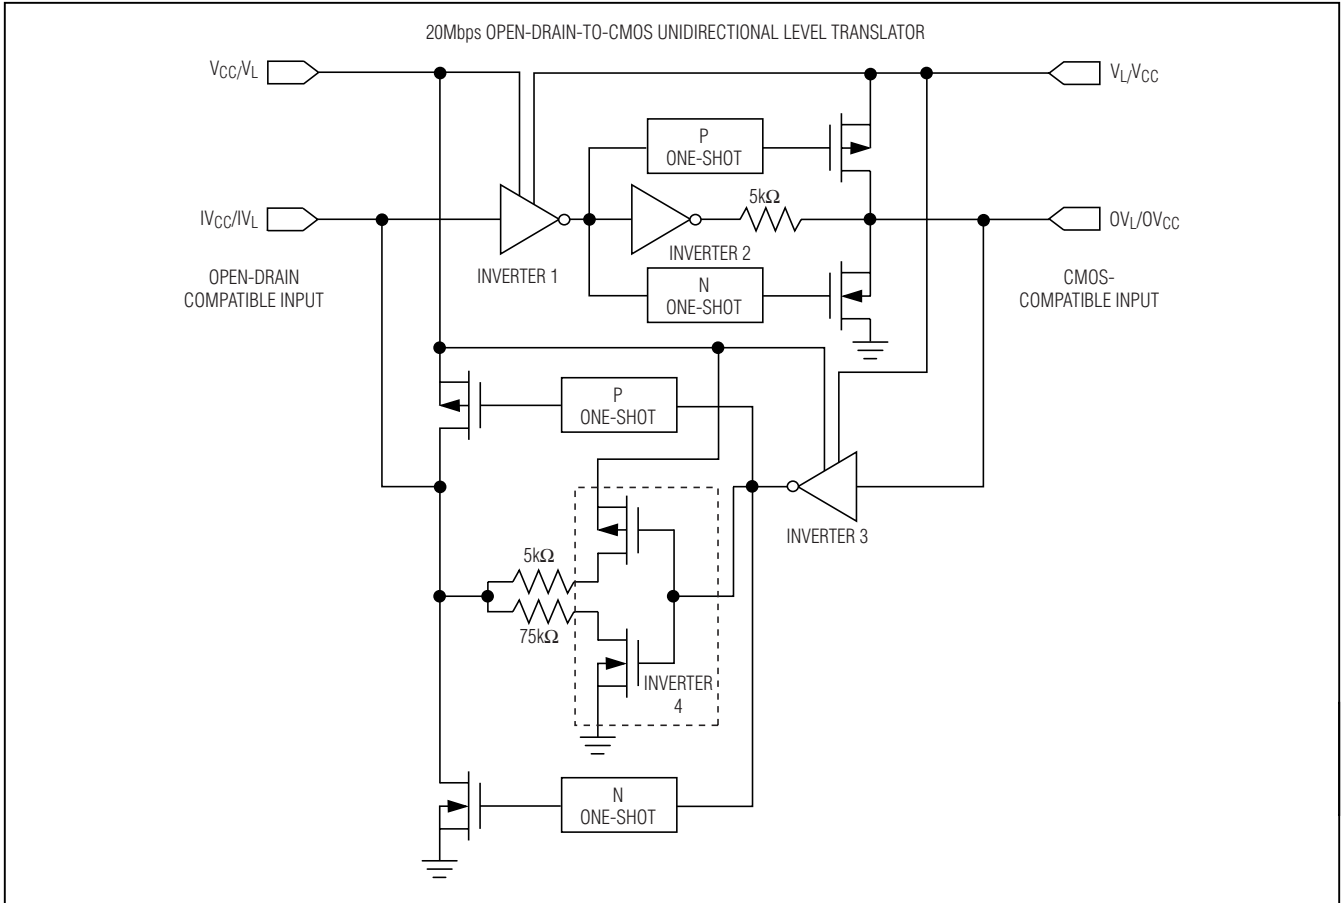 20Mbps OPEN-DRAIN-TO-CMOS UNIDIRECTIONAL LEVEL TRANSLATOR
VCC/VL
VL/VCC
P
ONE-SHOT
IVCC/IVL
5kΩ
OVL/OVCC
INVERTER 1
INVERTER 2
OPEN-DRAIN
COMPATIBLE INPUT
N
ONE-SHOT
CMOS-
COMPATIBLE INPUT
P
ONE-SHOT
INVERTER 3
5kΩ
75kΩ
INVERTER
4
N
ONE-SHOT